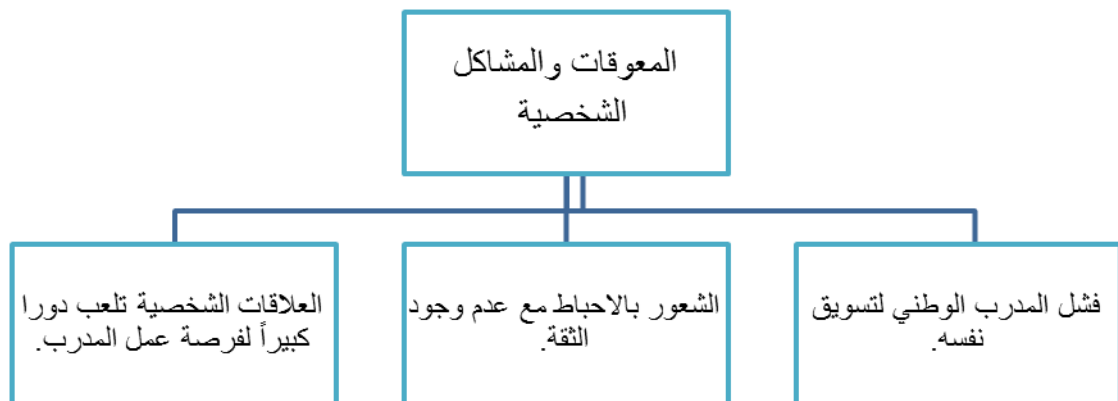 المعوقات والمشاكل
الشخصية
فشل المدرب الوطني لتسويق
نفسه.
الشعور بالاحباط مع عدم وجود
الثقة.
العلاقات الشخصية تلعب دورا
كبيراً لفرصة عمل المدرب.